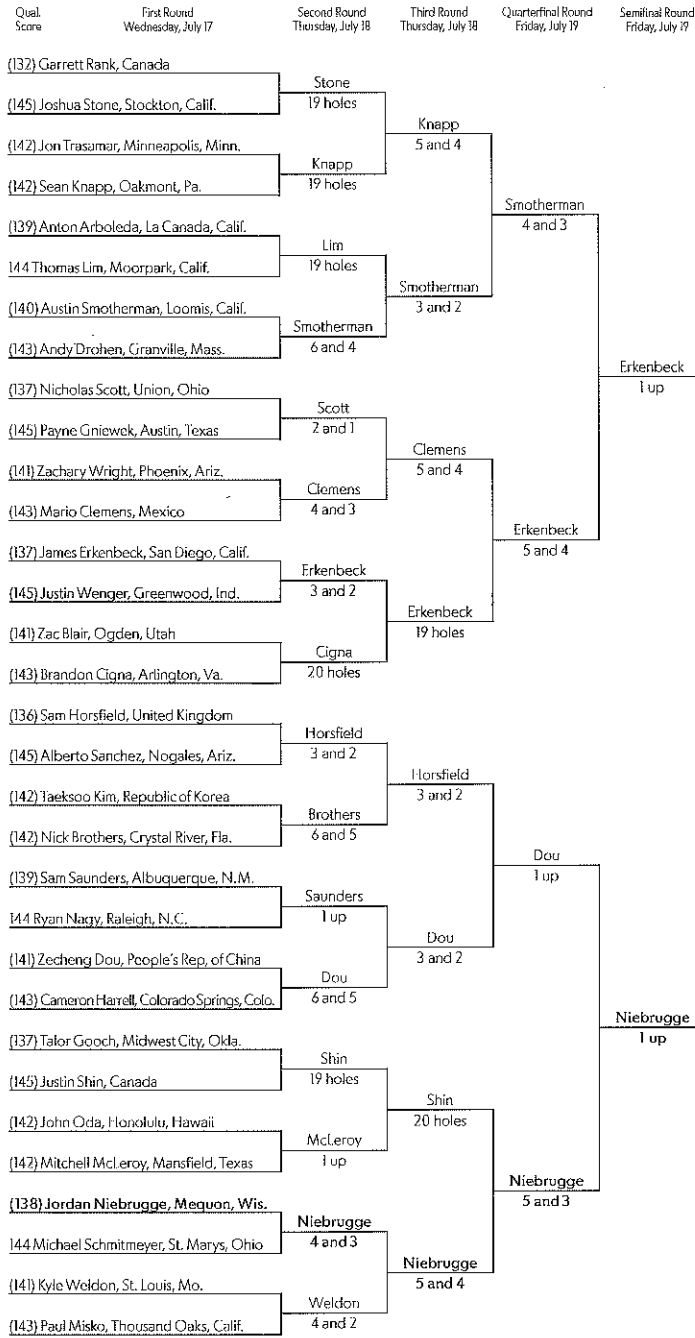 Qual. Score
First Round
Wednesday, July 17
Second Round
Thursday, July 18
Third Round
Thursday, July 18
Quarterfinal Round
Friday, July 19
Semifinal Round
Friday, July 19
(132) Garrett Rank, Canada
Stone
(145) Joshua Stone, Stockton, Calif.
19 holes
Knapp
5 and 4
(142) Jon Trasamar, Minneapolis, Minn.
Knapp
(142) Sean Knapp, Oakmont, Pa.
19 holes
Smotherman
4 and 3
(139) Anton Arboleda, La Canada, Calif.
Lim
144 Thomas Lim, Moorpark, Calif.
19 holes
Smotherman
3 and 2
(140) Austin Smotherman, Loomis, Calif.
Smotherman
(143) Andy Drohen, Granville, Mass.
6 and 4
Erkenbeck
1 up
(137) Nicholas Scott, Union, Ohio
Scott
(145) Payne Gniewek, Austin, Texas
2 and 1
Clemens
5 and 4
(141) Zachary Wright, Phoenix, Ariz.
Clemens
(143) Mario Clemens, Mexico
4 and 3
Erkenbeck
5 and 4
(137) James Erkenbeck, San Diego, Calif.
Erkenbeck
(145) Justin Wenger, Greenwood, Ind.
3 and 2
Erkenbeck
19 holes
(141) Zac Blair, Ogden, Utah
Cigna
(143) Brandon Cigna, Arlington, Va.
20 holes
(136) Sam Horsfield, United Kingdom
Horsfield
(145) Alberto Sanchez, Nogales, Ariz.
3 and 2
Horsfield
3 and 2
(142) Taeksoo Kim, Republic of Korea
Brothers
(142) Nick Brothers, Crystal River, Fla.
6 and 5
Dou
1 up
(139) Sam Saunders, Albuquerque, N.M.
Saunders
144 Ryan Nagy, Raleigh, N.C.
1 up
Dou
3 and 2
(141) Zecheng Dou, People's Rep, of China
Dou
(143) Cameron Harrell, Colorado Springs, Colo.
6 and 5
Niebrugge
1 up
(137) Talor Gooch, Midwest City, Okla.
Shin
(145) Justin Shin, Canada
19 holes
Shin
20 holes
(142) John Oda, Honolulu, Hawaii
McLeroy
(142) Mitchell McLeroy, Mansfield, Texas
1 up
Niebrugge
5 and 3
(138) Jordan Niebrugge, Mequon, Wis.
Niebrugge
144 Michael Schmitmeyer, St. Marys, Ohio
4 and 3
Niebrugge
5 and 4
(141) Kyle Weldon, St. Louis, Mo.
Weldon
(143) Paul Misko, Thousand Oaks, Calif.
4 and 2